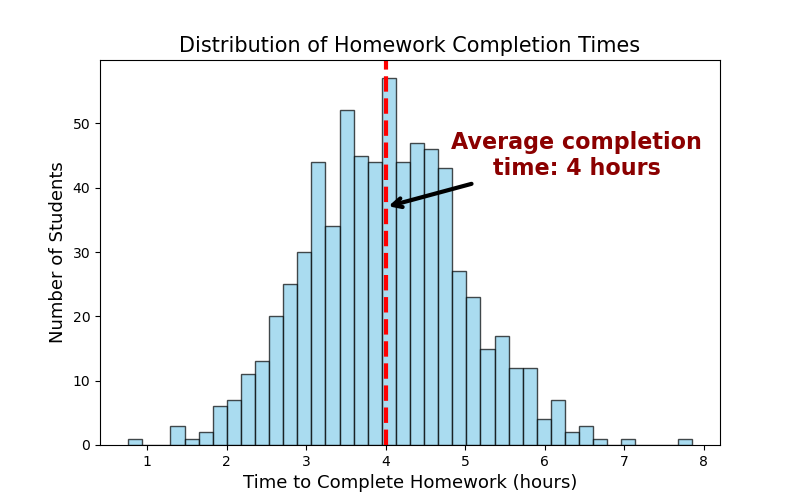 Distribution of Homework Completion Times
Average completion
time: 4 hours
Number of Students
50
40
30
20
10
0
1 2 3 4 5 6 7 8
Time to Complete Homework (hours)